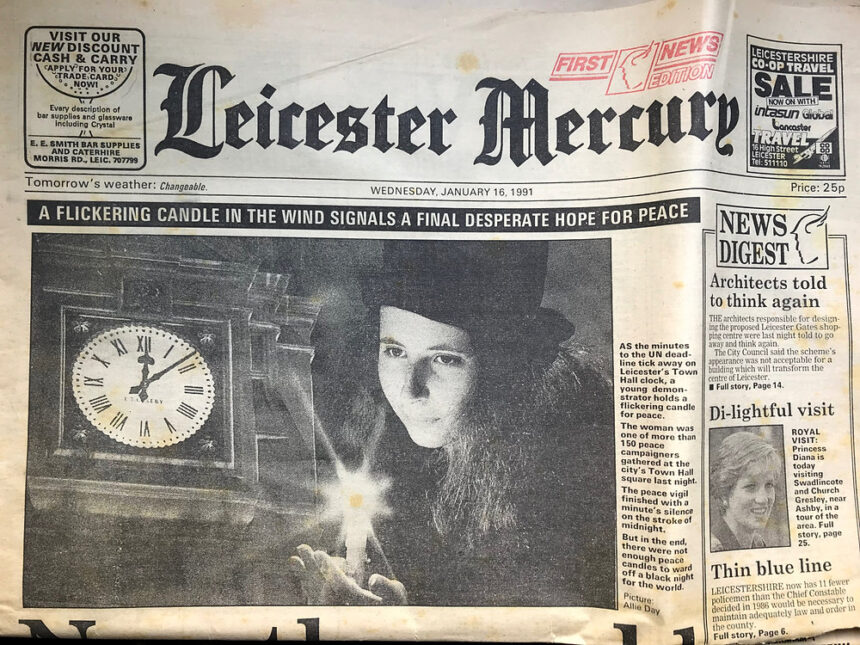 VISIT OUR
NEW DISCOUNT
CASH & CARRY
APPLY FOR YOUR
TRADE CARD
NOW!
Every description of
bar supplies and glassware
including Crystal
E. E. SMITH BAR SUPPLIES
AND CATERHIRE
MORRIS RD., LEIC. 707799
Leicester Mercury
FIRST NEWS
EDITION
LEICESTERSHIRE
CO-OP TRAVEL
SALE
NOW ON WITH
intasun Global
Lancaster
TRAVEL
16 High Street
LEICESTER
Tel: 511110
Tomorrow's weather: Changeable.
WEDNESDAY, JANUARY 16, 1991
Price: 25p
A FLICKERING CANDLE IN THE WIND SIGNALS A FINAL DESPERATE HOPE FOR PEACE
AS the minutes
to the UN dead-
line tick away on
Leicester's Town
Hall clock, a
young demon-
strator holds a
flickering candle
for peace.
The woman was
one of more than
150 peace
campaigners
gathered at the
city's Town Hall
square last night.
The peace vigil
finished with a
minute's silence
on the stroke of
midnight.
But in the end,
there were not
enough peace
candles to ward
off a black night
for the world.
Picture:
Allie Day
NEWS
DIGEST
Architects told
to think again
THE architects responsible for design-
ing the proposed Leicester Gates shop-
ping centre were last night told to go
away and think again.
The City Council said the scheme's
appearance was not acceptable for a
building which will transform the
centre of Leicester.
■ Full story, Page 14.
Di-lightful visit
ROYAL
VISIT:
Princess
Diana is
today
visiting
Swadlincote
and Church
Gresley, near
Ashby, in a
tour of the
area. Full
story, page
25.
Thin blue line
LEICESTERSHIRE now has 11 fewer
policemen than the Chief Constable
decided in 1986 would be necessary to
maintain adequately law and order in
the county.
Full story, Page 6.